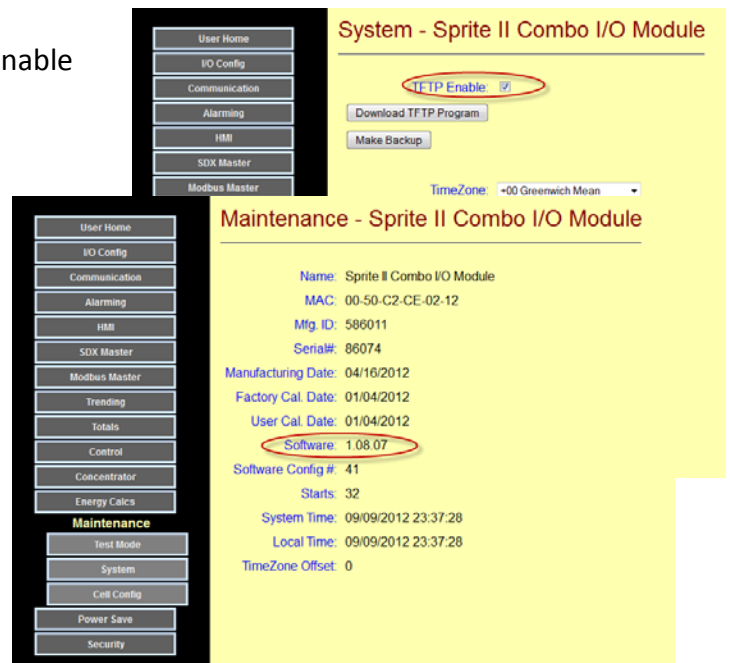 nable
User Home
I/O Config
Communication
Alarming
HMI
SDX Master
Modbus Master
System - Sprite II Combo I/O Module
TFTP Enable:
Download TFTP Program
Make Backup
TimeZone: +00 Greenwich Mean
User Home
I/O Config
Communication
Alarming
HMI
SDX Master
Modbus Master
Trending
Totals
Control
Concentrator
Energy Calcs
Maintenance
Test Mode
System
Cell Config
Power Save
Security
Maintenance - Sprite II Combo I/O Module
Name: Sprite II Combo I/O Module
MAC: 00-50-C2-CE-02-12
Mfg. ID: 586011
Serial#: 86074
Manufacturing Date: 04/16/2012
Factory Cal. Date: 01/04/2012
User Cal. Date: 01/04/2012
Software: 1.08.07
Software Config #: 41
Starts: 32
System Time: 09/09/2012 23:37:28
Local Time: 09/09/2012 23:37:28
TimeZone Offset: 0